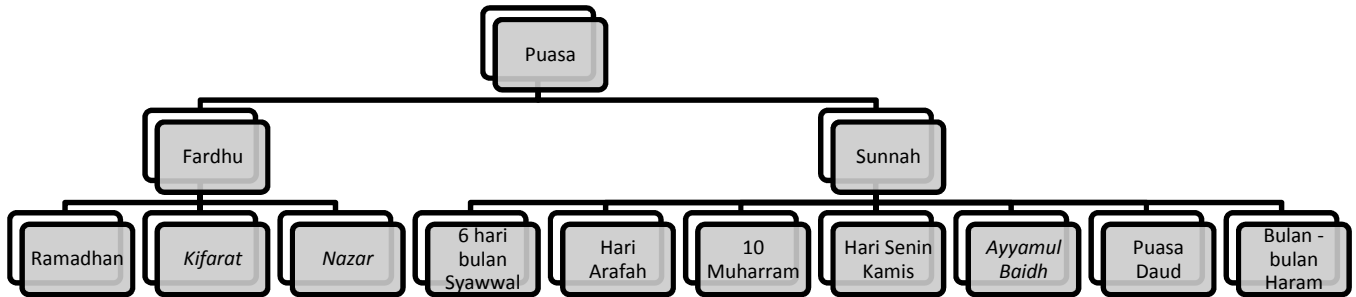 Puasa
Fardhu
Sunnah
Ramadhan
Kifarat
Nazar
6 hari
bulan
Syawwal
Hari
Arafah
10
Muharram
Hari Senin
Kamis
Ayyamul
Baidh
Puasa
Daud
Bulan -
bulan
Haram